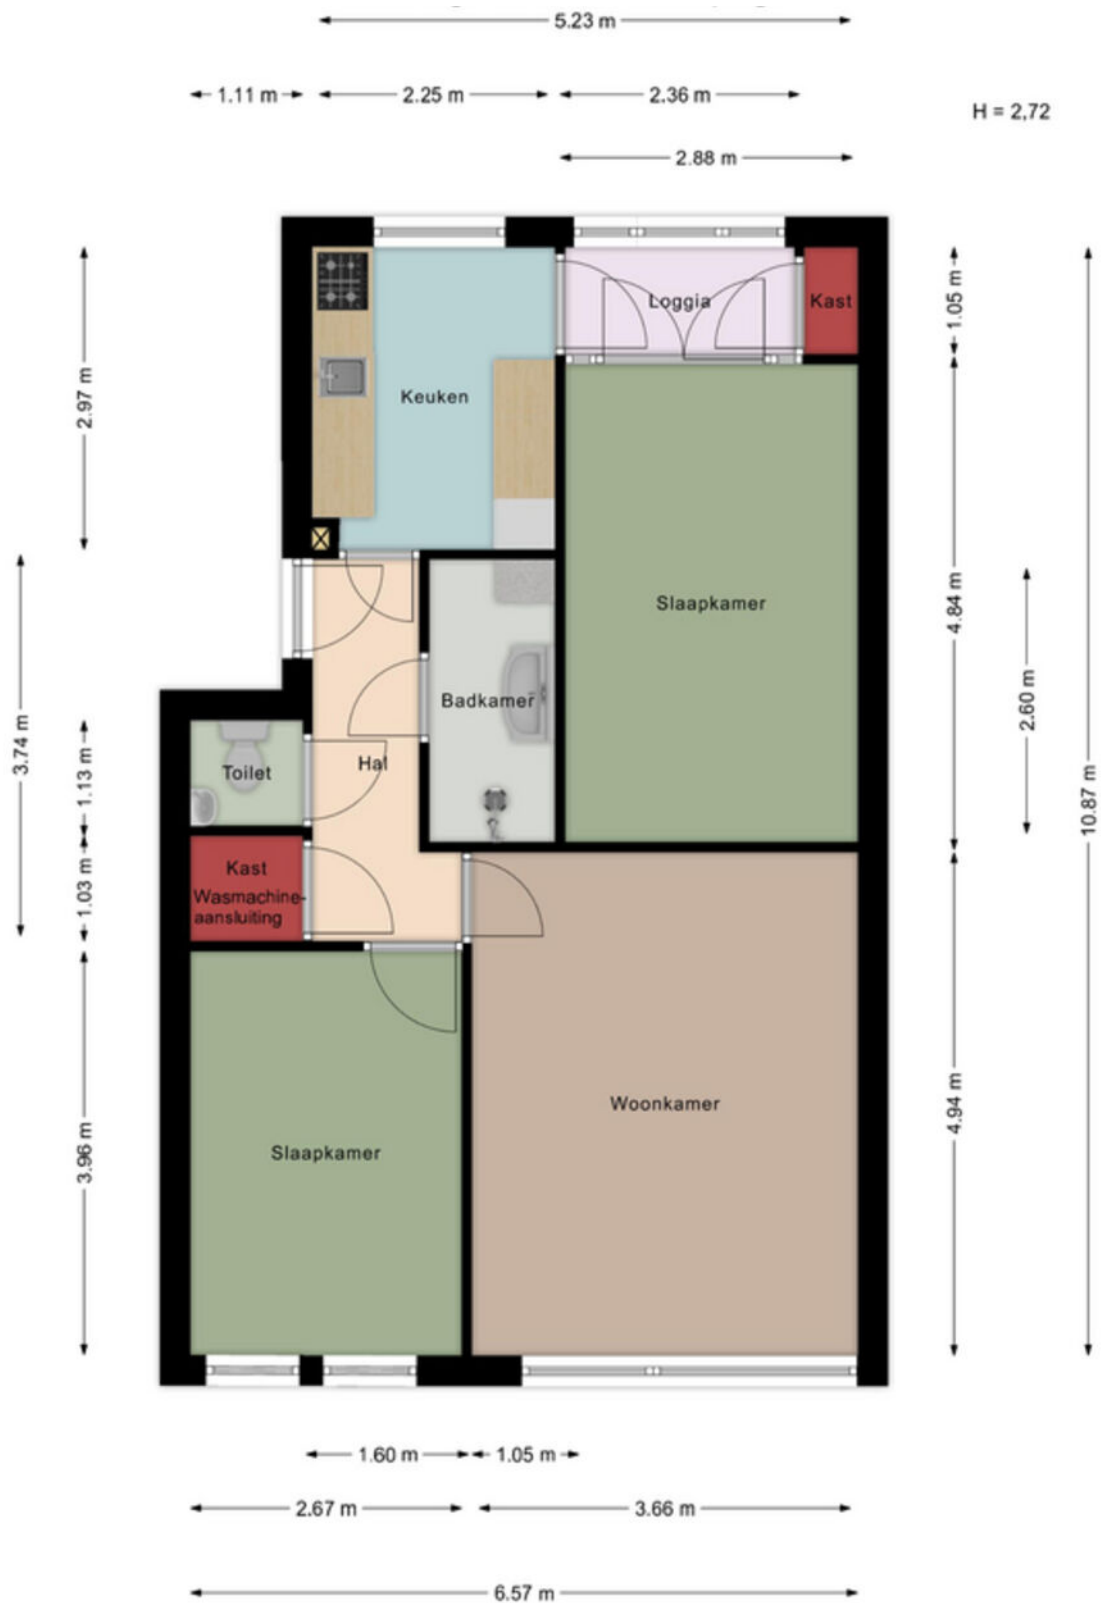 5.23 m
1.11 m
2.25 m
2.36 m
H = 2,72
2.88 m
Loggia
Kast
1.05 m
2.97 m
Keuken
4.84 m
Slaapkamer
2.60 m
Badkamer
3.74 m
Hal
Toilet
1.13 m
10.87 m
Kast
Wasmachine-
aansluiting
1.03 m
Woonkamer
4.94 m
Slaapkamer
3.96 m
1.60 m
1.05 m
2.67 m
3.66 m
6.57 m